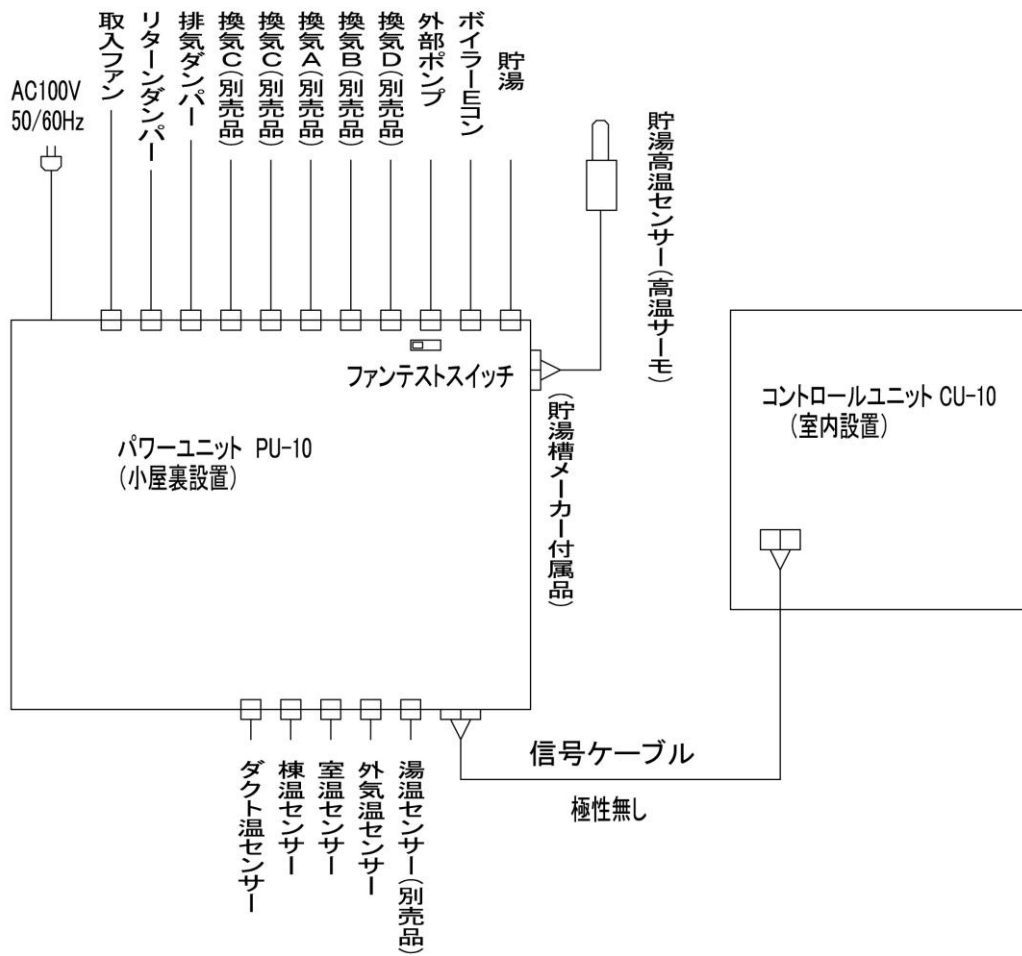 AC100V
50/60Hz
取入ファン
リターンダンパー
排気ダンパー
換気C(別売品)
換気C(別売品)
換気A(別売品)
換気B(別売品)
換気D(別売品)
外部ポンプ
ボイラーEコン
貯湯
貯湯高温センサー(高温サーモ)
ファンテストスイッチ
(貯湯槽メーカー付属品)
パワーユニット PU-10
(小屋裏設置)
コントロールユニット CU-10
(室内設置)
信号ケーブル
極性無し
ダクト温センサー
棟温センサー
室温センサー
外気温センサー
湯温センサー(別売品)